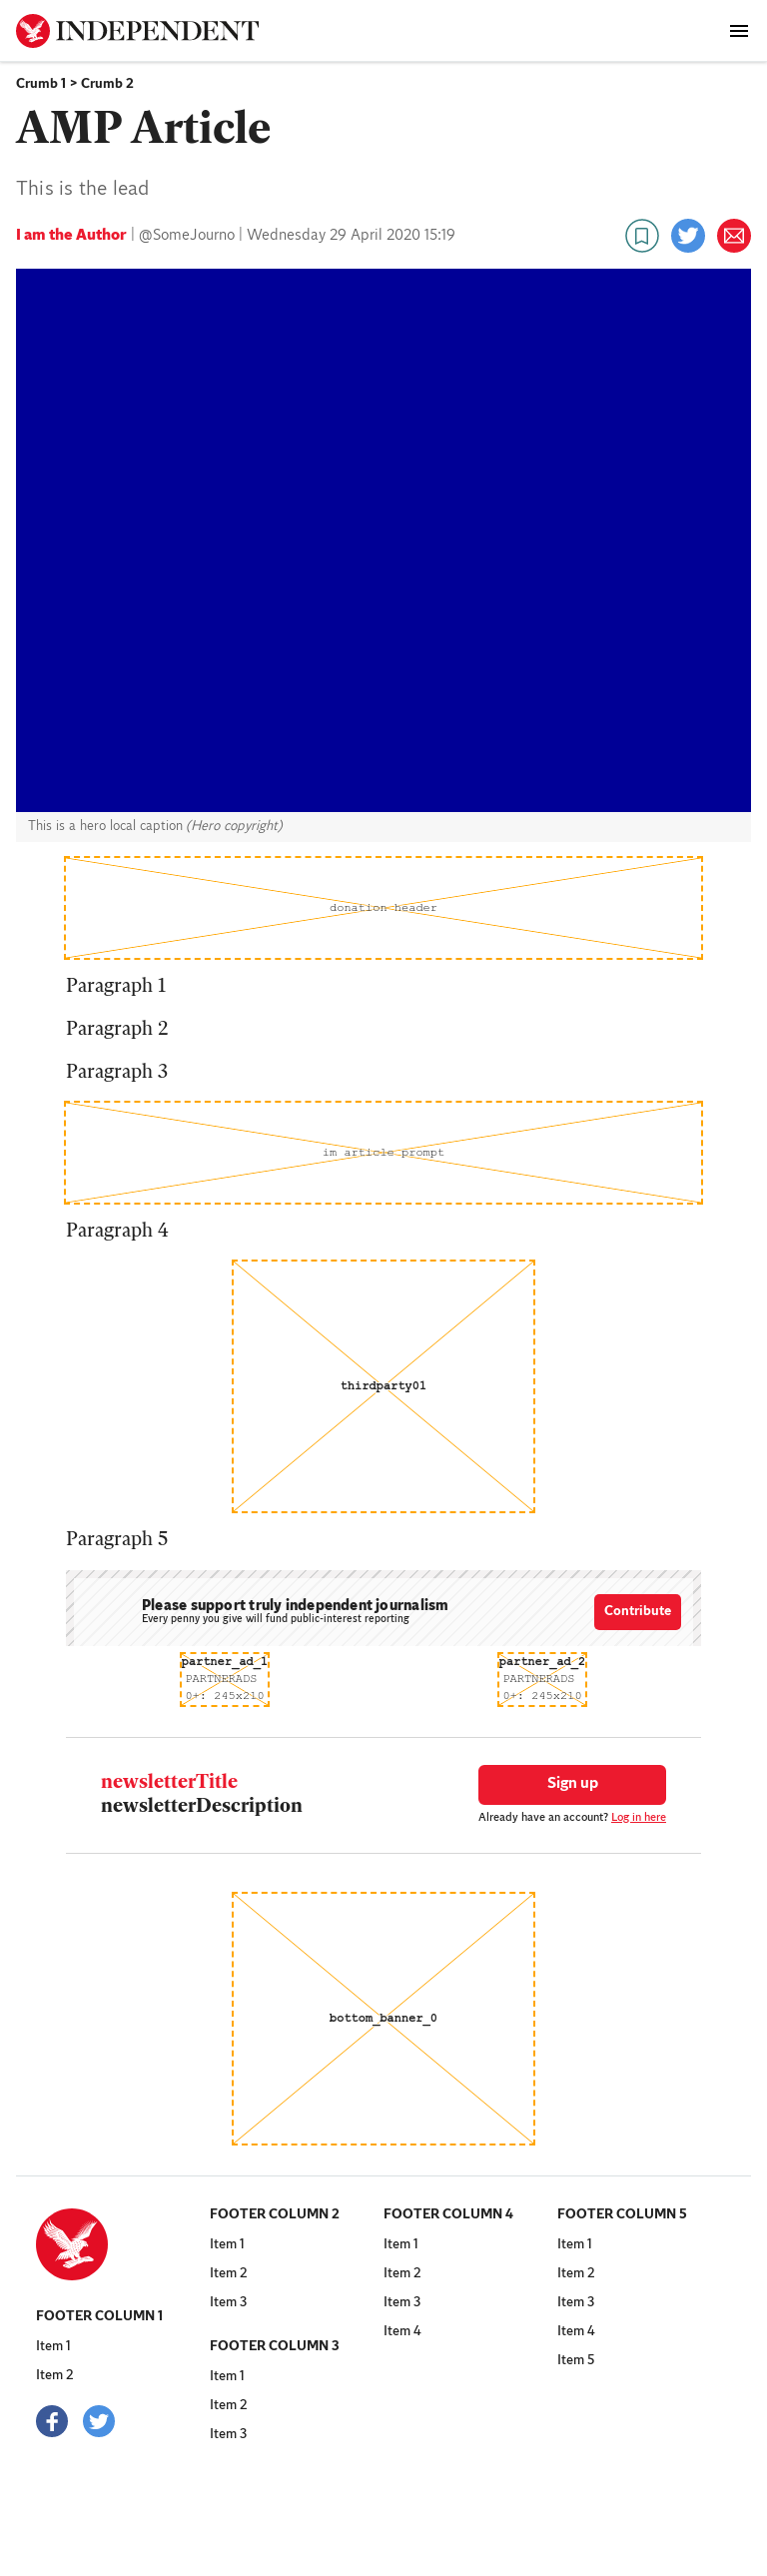 INDEPENDENT
Crumb 1 > Crumb 2
AMP Article
This is the lead
I am the Author | @SomeJourno | Wednesday 29 April 2020 15:19
This is a hero local caption (Hero copyright)
donation header
Paragraph 1
Paragraph 2
Paragraph 3
im article prompt
Paragraph 4
thirdparty01
Paragraph 5
Please support truly independent journalism
Every penny you give will fund public-interest reporting
Contribute
partner_ad_1
PARTNERADS
0+: 245x210
partner_ad_2
PARTNERADS
0+: 245x210
newsletterTitle
newsletterDescription
Sign up
Already have an account? Log in here
bottom_banner_0
FOOTER COLUMN 1
Item 1
Item 2
FOOTER COLUMN 2
Item 1
Item 2
Item 3
FOOTER COLUMN 3
Item 1
Item 2
Item 3
FOOTER COLUMN 4
Item 1
Item 2
Item 3
Item 4
FOOTER COLUMN 5
Item 1
Item 2
Item 3
Item 4
Item 5